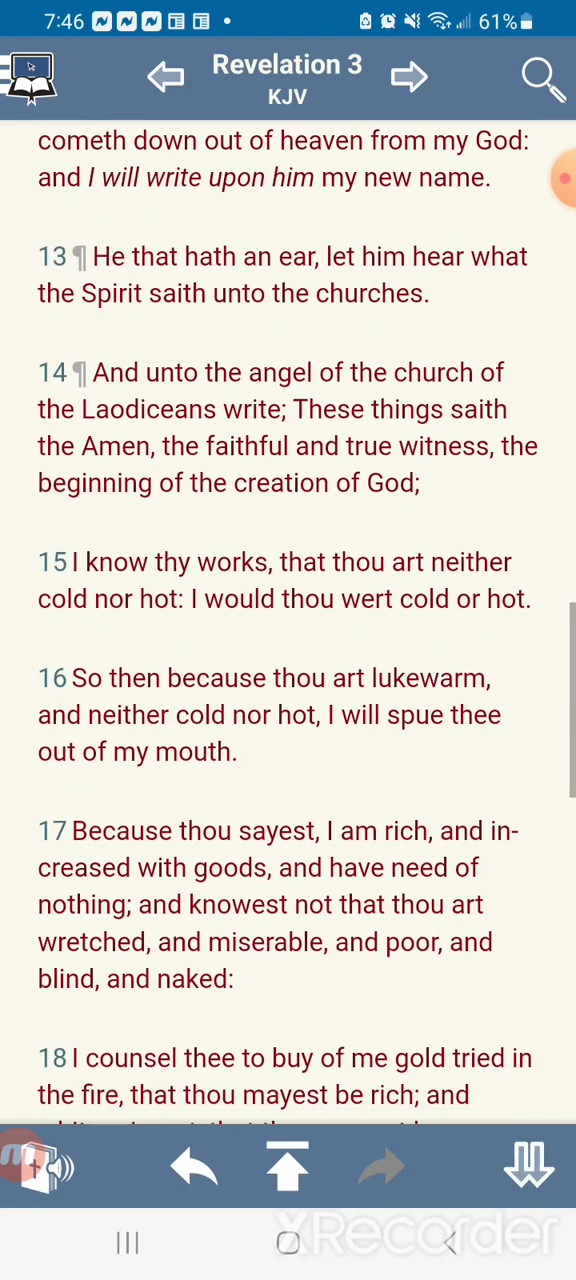 7:46
61%
Revelation 3
KJV
cometh down out of heaven from my God:
and I will write upon him my new name.
13 ¶ He that hath an ear, let him hear what
the Spirit saith unto the churches.
14 ¶ And unto the angel of the church of
the Laodiceans write; These things saith
the Amen, the faithful and true witness, the
beginning of the creation of God;
15 I know thy works, that thou art neither
cold nor hot: I would thou wert cold or hot.
16 So then because thou art lukewarm,
and neither cold nor hot, I will spue thee
out of my mouth.
17 Because thou sayest, I am rich, and in-
creased with goods, and have need of
nothing; and knowest not that thou art
wretched, and miserable, and poor, and
blind, and naked:
18 I counsel thee to buy of me gold tried in
the fire, that thou mayest be rich; and
XRecorder